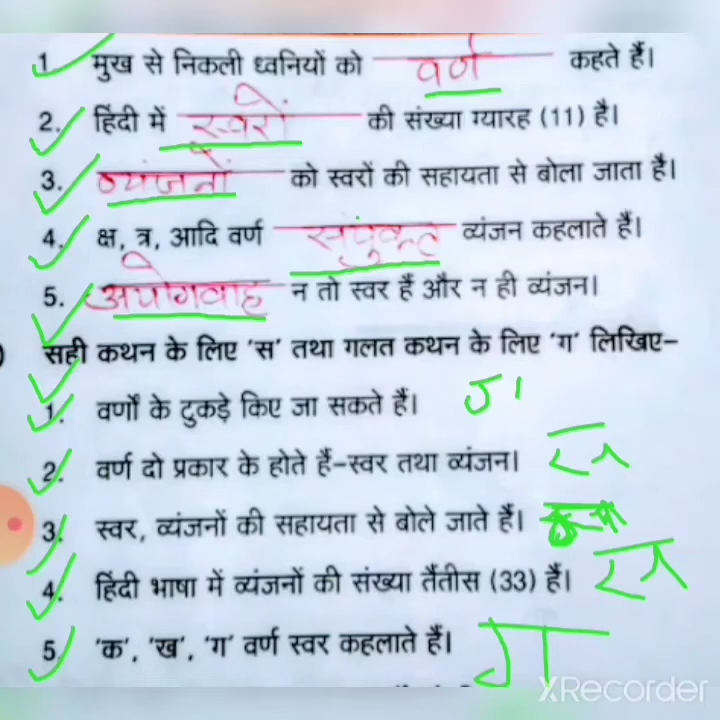 1 मुख से निकली ध्वनियों को वर्ण कहते हैं।
2. हिंदी में स्वरों की संख्या ग्यारह (11) है।
3. व्यंजनों को स्वरों की सहायता से बोला जाता है।
4. क्ष, त्र, आदि वर्ण संयुक्त व्यंजन कहलाते हैं।
5. अयोगवाह न तो स्वर हैं और न ही व्यंजन।
सही कथन के लिए 'स' तथा गलत कथन के लिए 'ग' लिखिए-
1. वर्णों के टुकड़े किए जा सकते हैं। ग
2. वर्ण दो प्रकार के होते हैं-स्वर तथा व्यंजन। स
3. स्वर, व्यंजनों की सहायता से बोले जाते हैं।
4. हिंदी भाषा में व्यंजनों की संख्या तैंतीस (33) हैं। स
5. 'क', 'ख', 'ग' वर्ण स्वर कहलाते हैं। ग
XRecorder